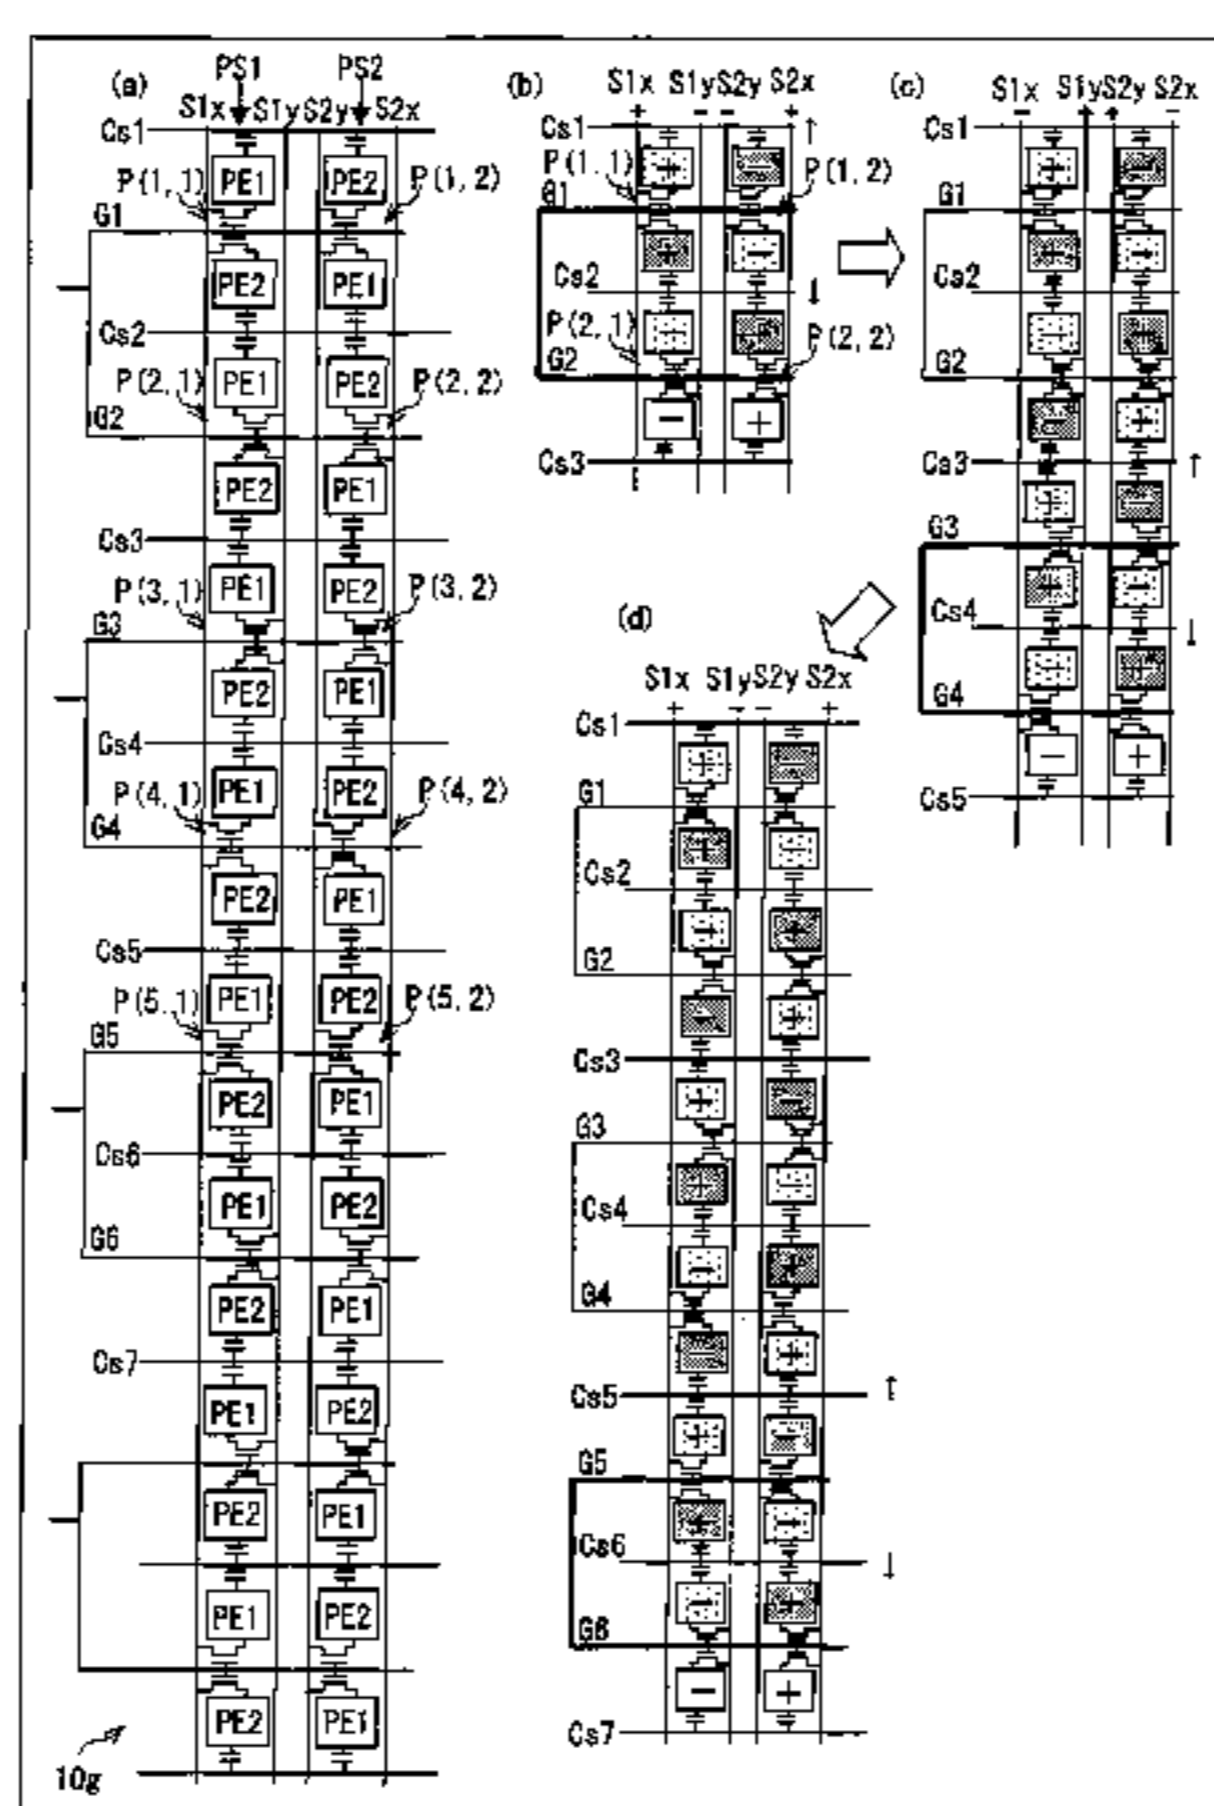 (a) PS1 PS2
S1x S1y S2y S2x
Cs1
PE1 PE2
P(1, 1) P(1, 2)
G1
PE2 PE1
Cs2
P(2, 1) PE1 PE2 P(2, 2)
G2
PE2 PE1
Cs3
P(3, 1) PE1 PE2 P(3, 2)
G3
PE2 PE1
Cs4
P(4, 1) PE1 PE2 P(4, 2)
G4
PE2 PE1
Cs5
P(5, 1) PE1 PE2 P(5, 2)
G5
PE2 PE1
Cs6
PE1 PE2
G6
PE2 PE1
Cs7
PE1 PE2
PE2 PE1
PE1 PE2
PE2 PE1
10g
(b) S1x S1y S2y S2x
+ - - +
Cs1 ↑
P(1, 1) + - P(1, 2)
G1
+ -
Cs2 ↓
P(2, 1) - + P(2, 2)
G2
- +
Cs3
(c) S1x S1y S2y S2x
- + + -
Cs1
+ -
G1
+ -
Cs2
- +
G2
- +
Cs3 ↑
+ -
G3
+ -
Cs4 ↓
- +
G4
- +
Cs5
(d)
S1x S1y S2y S2x
+ - - +
Cs1
+ -
G1
+ -
Cs2
- +
G2
- +
Cs3
+ -
G3
+ -
Cs4
- +
G4
- +
Cs5 ↑
+ -
G5
+ -
Cs6 ↓
- +
G6
- +
Cs7